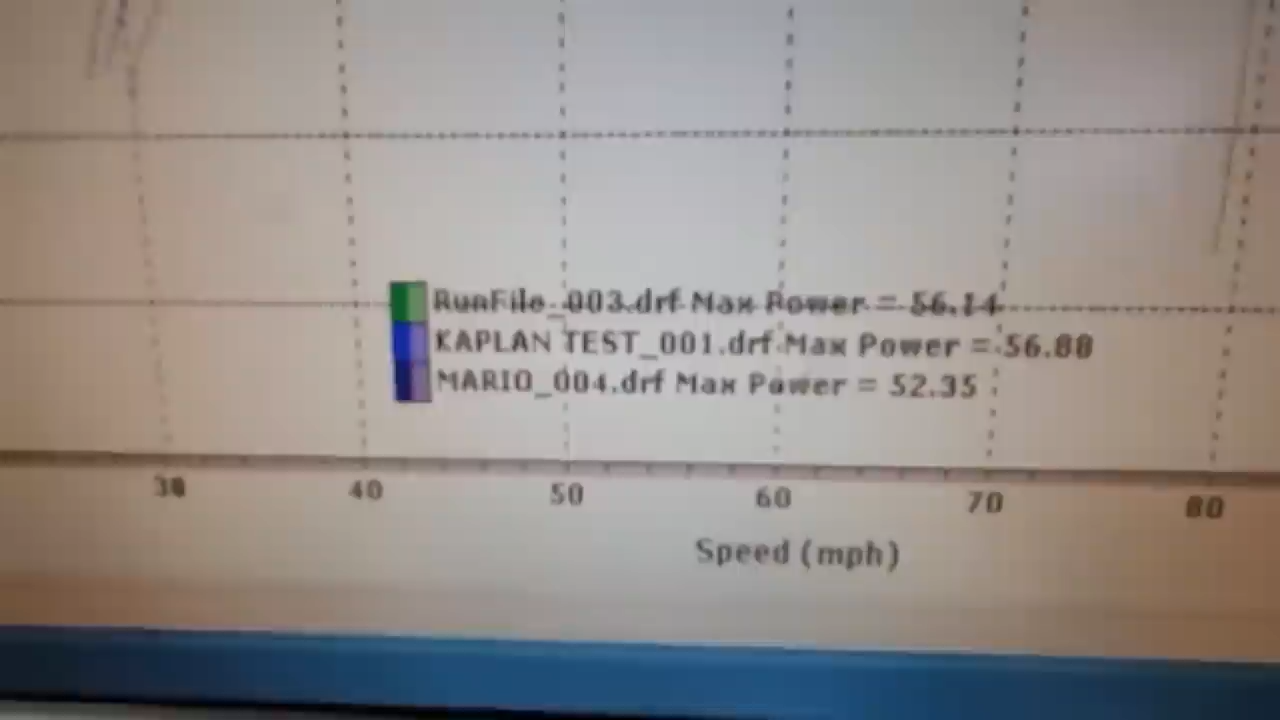 RunFile_003.drf Max Power = 56.14
KAPLAN TEST_001.drf Max Power = 56.88
MARIO_004.drf Max Power = 52.35
30 40 50 60 70 80
Speed (mph)